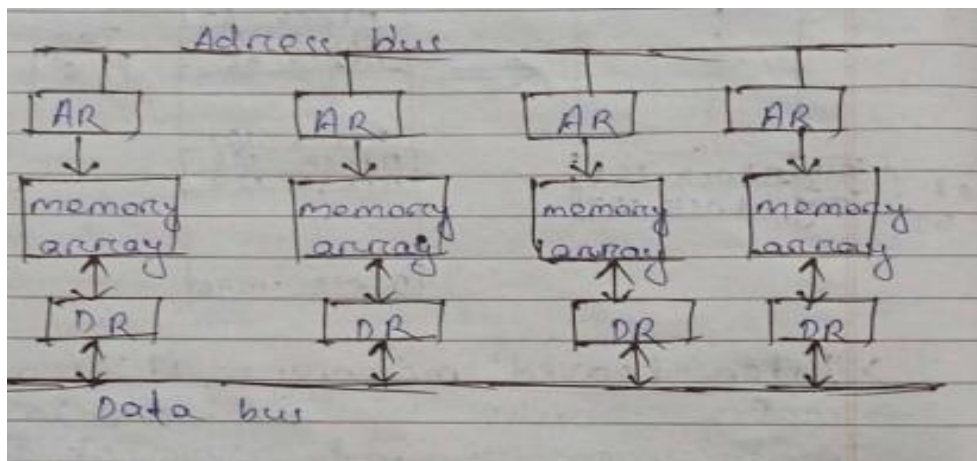 Adress bus
AR AR AR AR
memory memory memory memory
array array array array
DR DR DR DR
Data bus